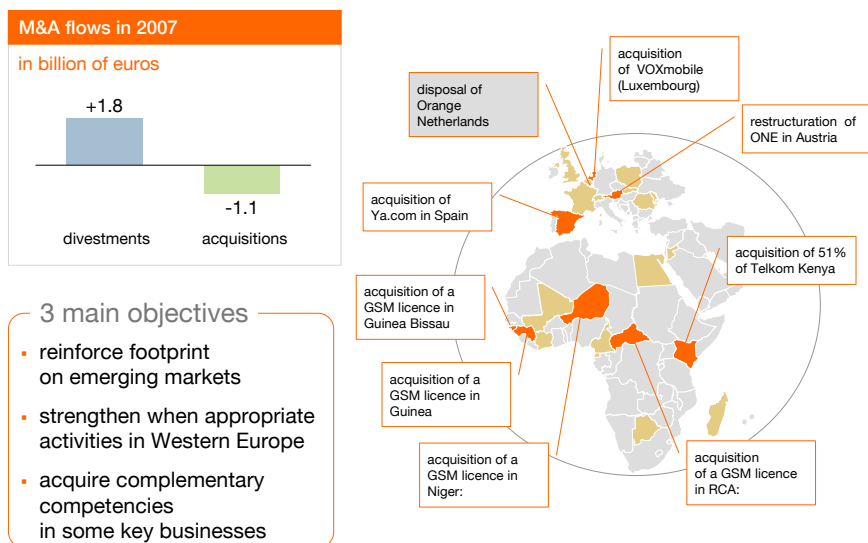 M&A flows in 2007
in billion of euros
+1.8
-1.1
divestments
acquisitions
3 main objectives
▪ reinforce footprint
on emerging markets
▪ strengthen when appropriate
activities in Western Europe
▪ acquire complementary
competencies
in some key businesses
acquisition
of VOXmobile
(Luxembourg)
disposal of
Orange
Netherlands
restructuration of
ONE in Austria
acquisition of
Ya.com in Spain
acquisition of 51%
of Telkom Kenya
acquisition of a
GSM licence in
Guinea Bissau
acquisition of a
GSM licence in
Guinea
acquisition of a
GSM licence in
Niger:
acquisition
of a GSM licence
in RCA: